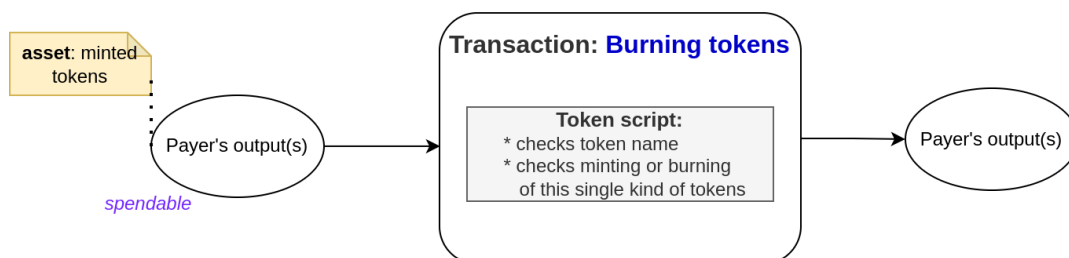 asset: minted
tokens
Payer's output(s)
spendable
Transaction: Burning tokens
Token script:
* checks token name
* checks minting or burning
of this single kind of tokens
Payer's output(s)